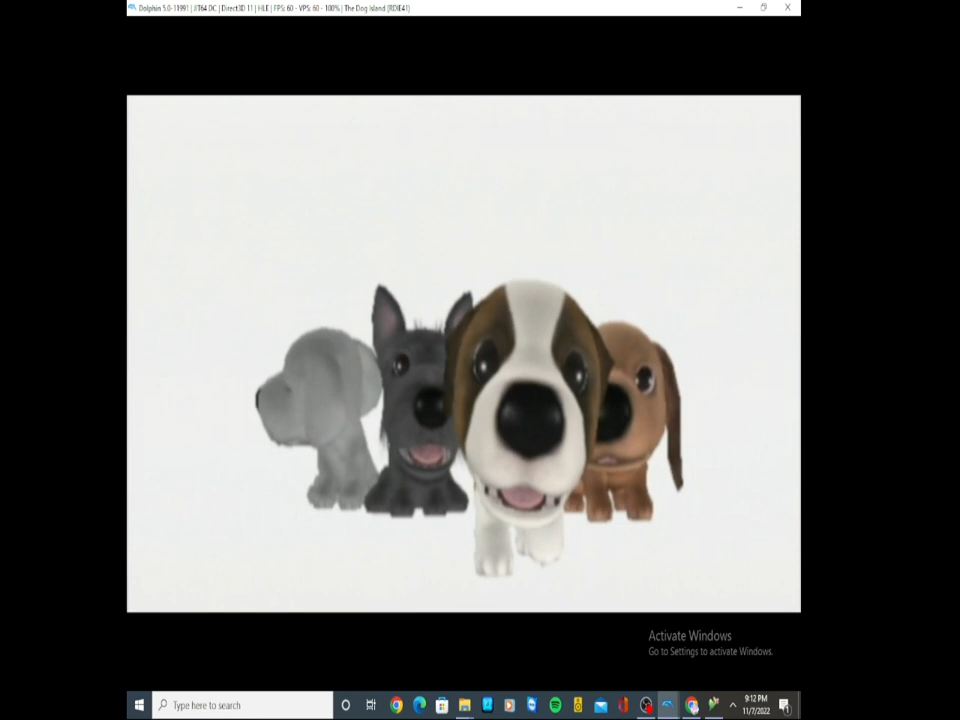 Dolphin 5.0-11991 | JIT64 DC | Direct3D 11 | HLE | FPS: 60 - VPS: 60 - 100% | The Dog Island (RDIE41)
Activate Windows
Go to Settings to activate Windows.
Type here to search
9:12 PM
11/7/2022
1